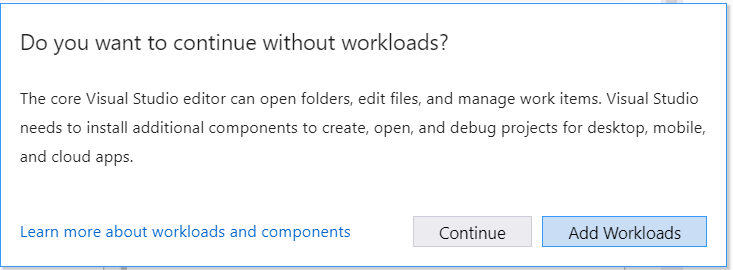 Do you want to continue without workloads?
The core Visual Studio editor can open folders, edit files, and manage work items. Visual Studio
needs to install additional components to create, open, and debug projects for desktop, mobile,
and cloud apps.
Learn more about workloads and components
Continue
Add Workloads